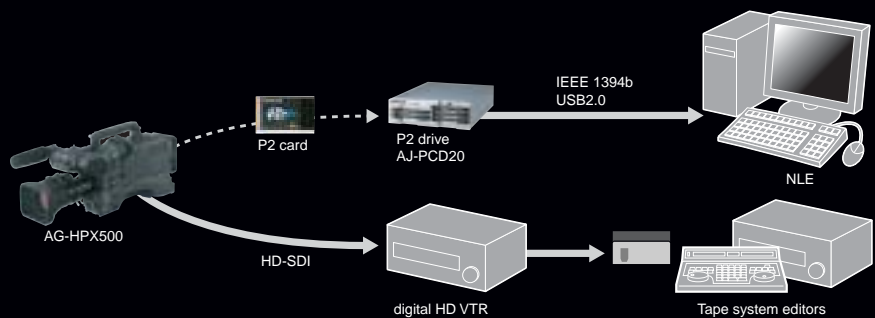 IEEE 1394b
USB2.0
P2 card
P2 drive
AJ-PCD20
NLE
AG-HPX500
HD-SDI
digital HD VTR
Tape system editors